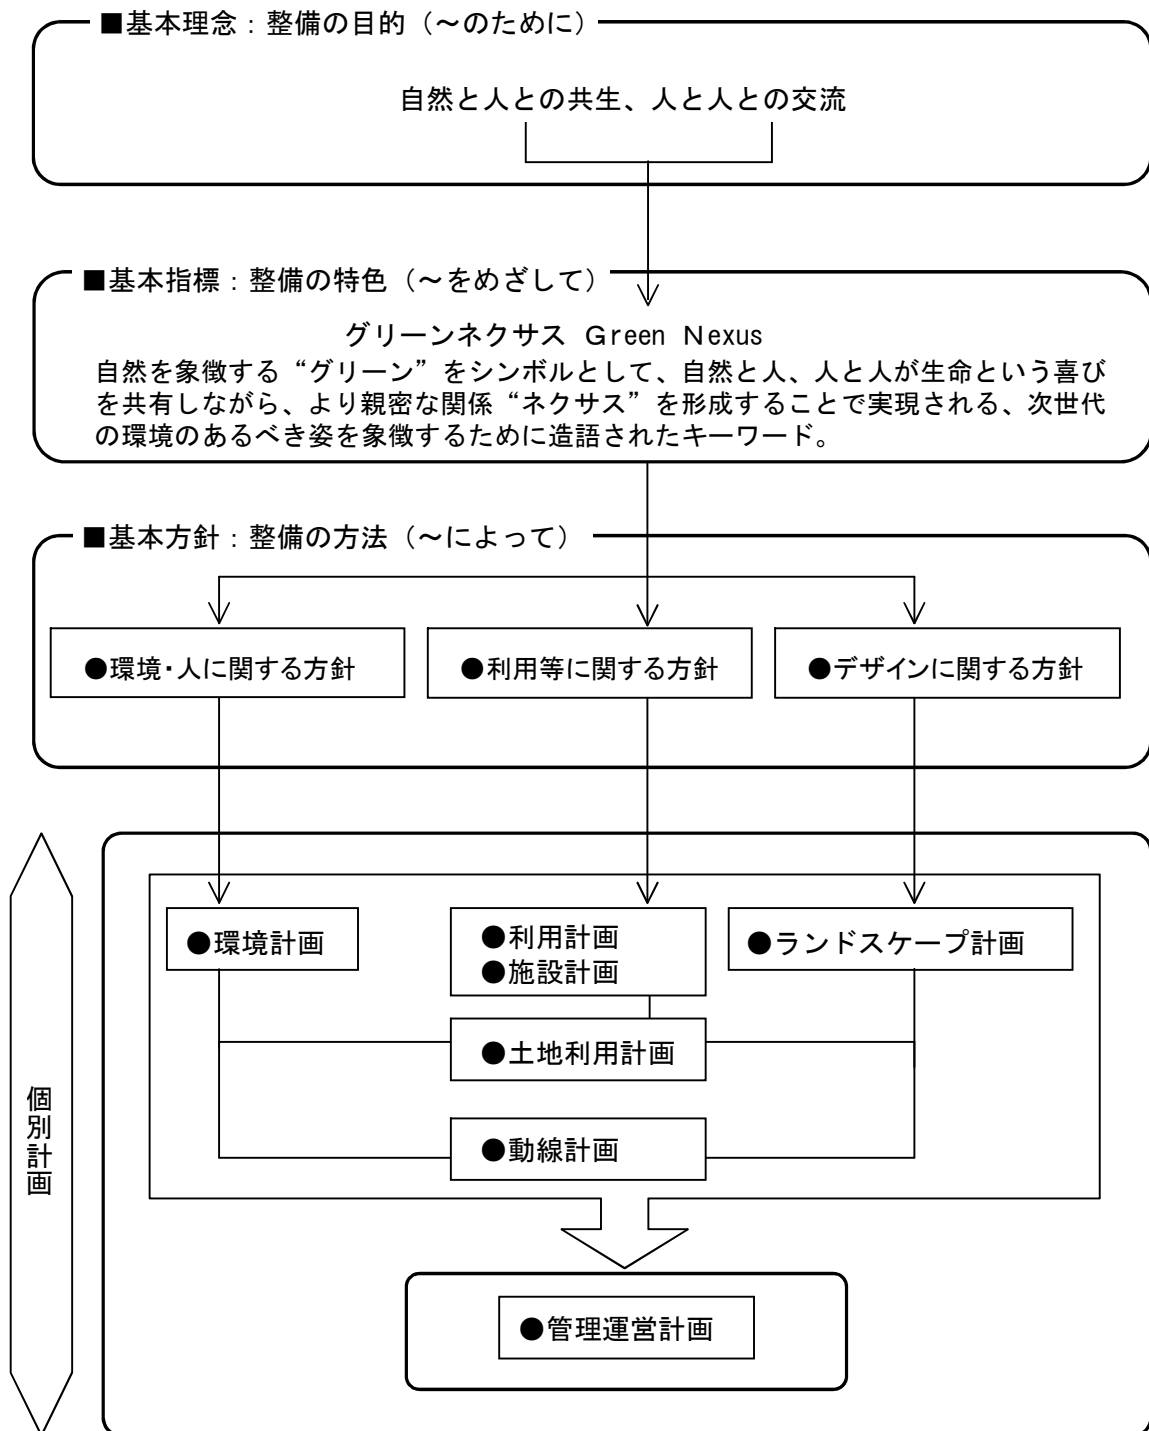 ■基本理念：整備の目的（～のために）
自然と人との共生、人と人との交流
■基本指標：整備の特色（～をめざして）
グリーンネクサス Green Nexus
自然を象徴する“グリーン”をシンボルとして、自然と人、人と人が生命という喜び
を共有しながら、より親密な関係“ネクサス”を形成することで実現される、次世代
の環境のあるべき姿を象徴するために造語されたキーワード。
■基本方針：整備の方法（～によって）
●環境・人に関する方針
●利用等に関する方針
●デザインに関する方針
個別計画
●環境計画
●利用計画
●施設計画
●ランドスケープ計画
●土地利用計画
●動線計画
●管理運営計画